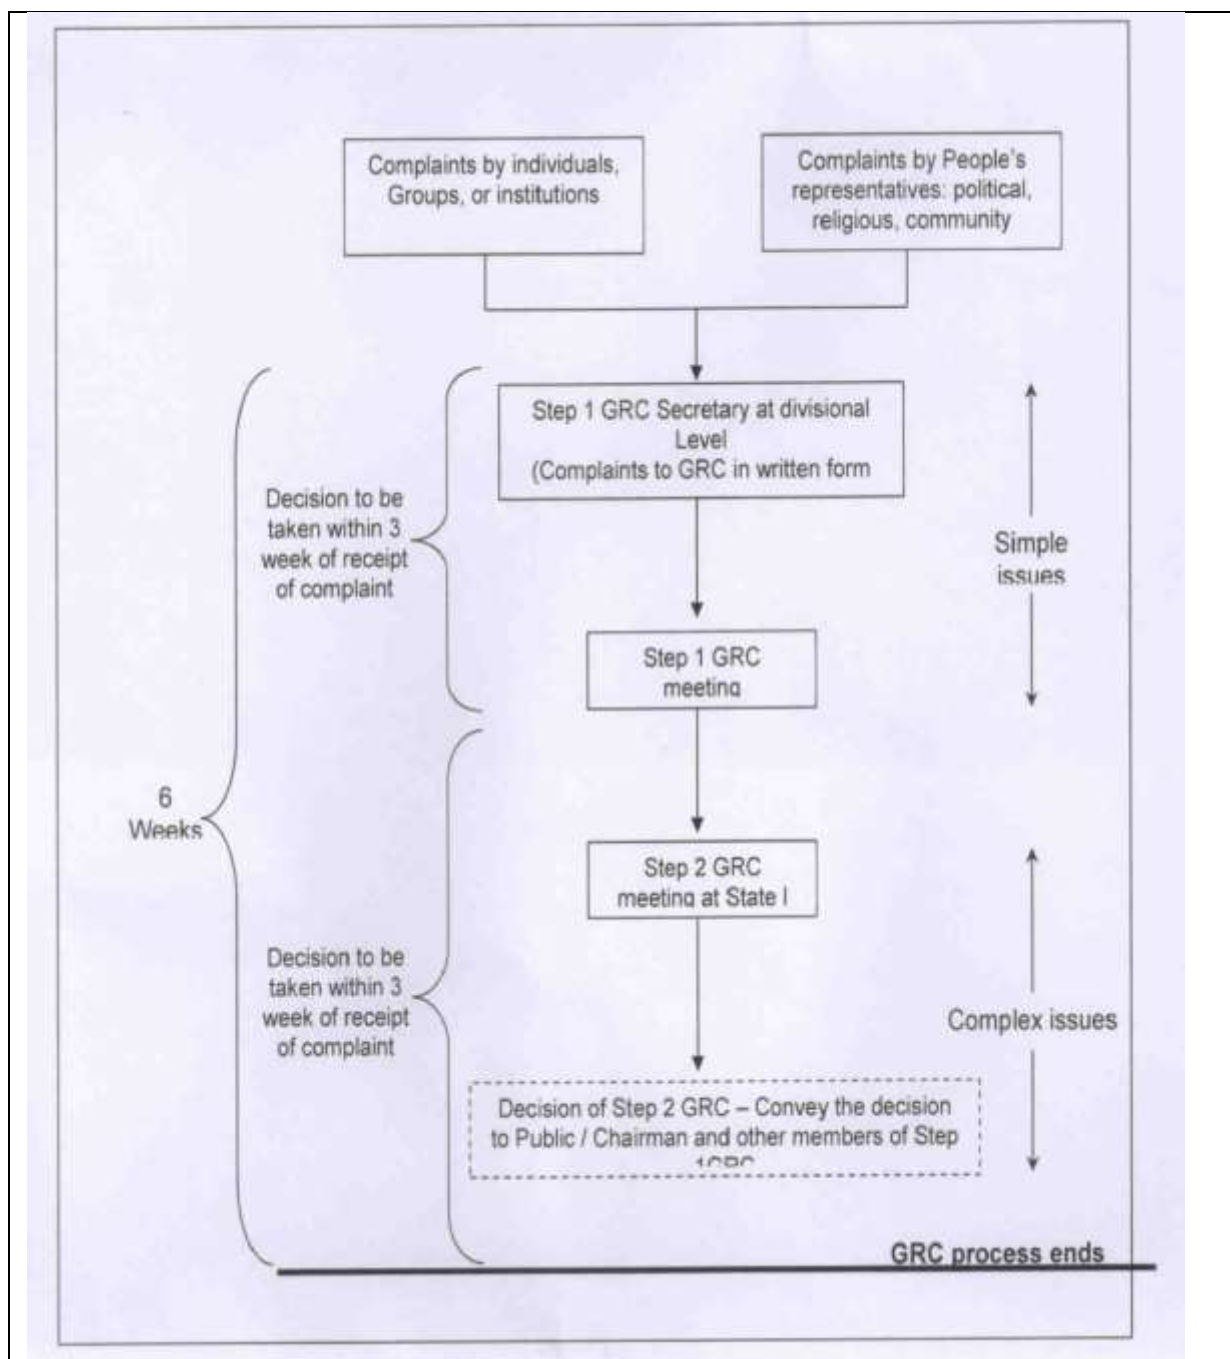 Complaints by individuals,
Groups, or institutions
Complaints by People's
representatives: political,
religious, community
Step 1 GRC Secretary at divisional
Level
(Complaints to GRC in written form
Decision to be
taken within 3
week of receipt
of complaint
Simple
issues
Step 1 GRC
meeting
6
Weeks
Step 2 GRC
meeting at State l
Decision to be
taken within 3
week of receipt
of complaint
Complex issues
Decision of Step 2 GRC – Convey the decision
to Public / Chairman and other members of Step
1GRC
GRC process ends